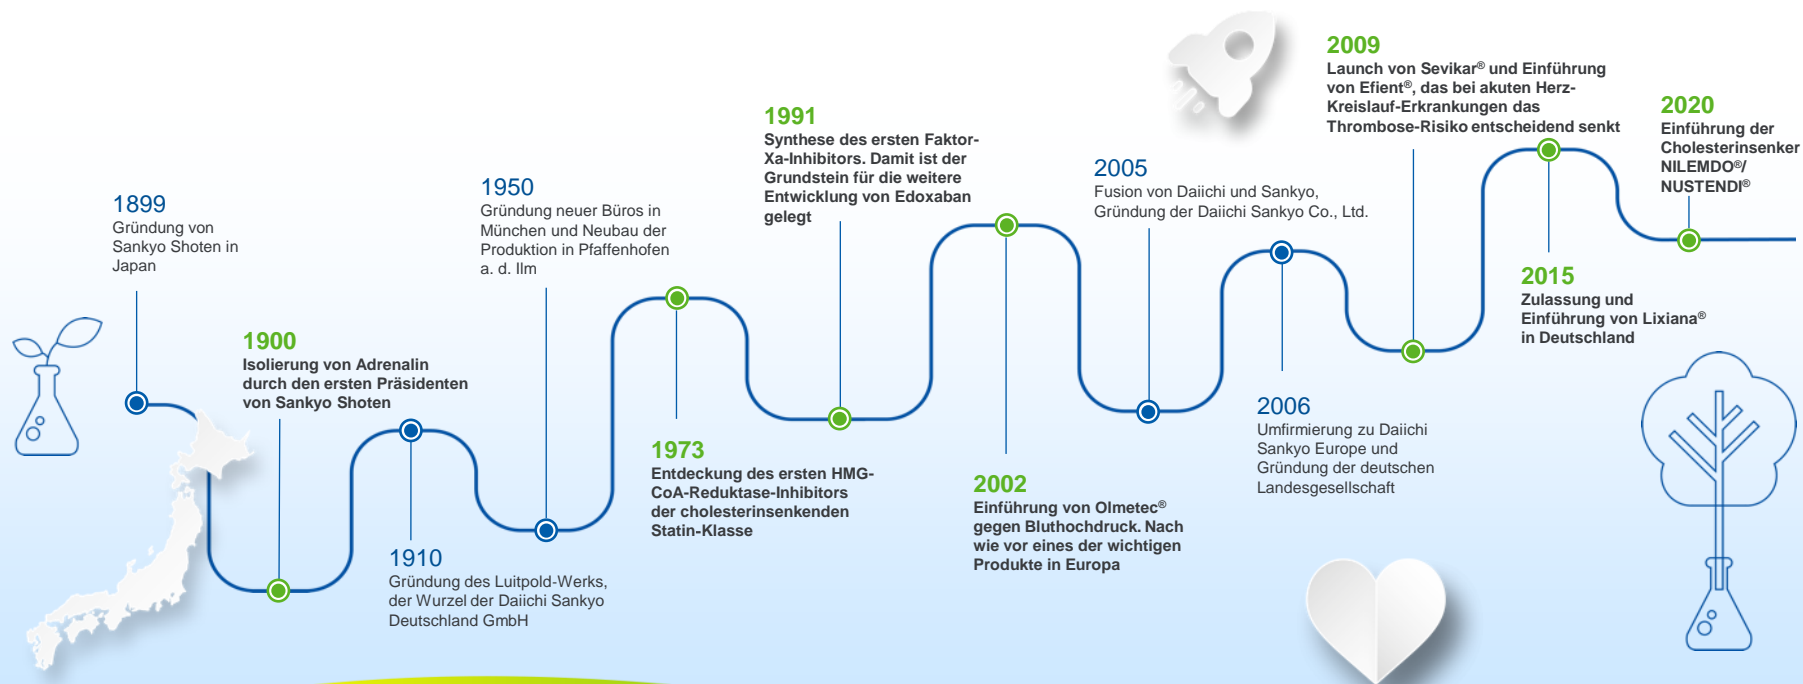 1899
Gründung von
Sankyo Shoten in
Japan
1900
Isolierung von Adrenalin
durch den ersten Präsidenten
von Sankyo Shoten
1910
Gründung des Luitpold-Werks,
der Wurzel der Daiichi Sankyo
Deutschland GmbH
1950
Gründung neuer Büros in
München und Neubau der
Produktion in Pfaffenhofen
a. d. Ilm
1973
Entdeckung des ersten HMG-
CoA-Reduktase-Inhibitors
der cholesterinsenkenden
Statin-Klasse
1991
Synthese des ersten Faktor-
Xa-Inhibitors. Damit ist der
Grundstein für die weitere
Entwicklung von Edoxaban
gelegt
2002
Einführung von Olmetec®
gegen Bluthochdruck. Nach
wie vor eines der wichtigen
Produkte in Europa
2005
Fusion von Daiichi und Sankyo,
Gründung der Daiichi Sankyo Co., Ltd.
2006
Umfirmierung zu Daiichi
Sankyo Europe und
Gründung der deutschen
Landesgesellschaft
2009
Launch von Sevikar® und Einführung
von Efient®, das bei akuten Herz-
Kreislauf-Erkrankungen das
Thrombose-Risiko entscheidend senkt
2015
Zulassung und
Einführung von Lixiana®
in Deutschland
2020
Einführung der
Cholesterinsenker
NILEMDO®/
NUSTENDI®